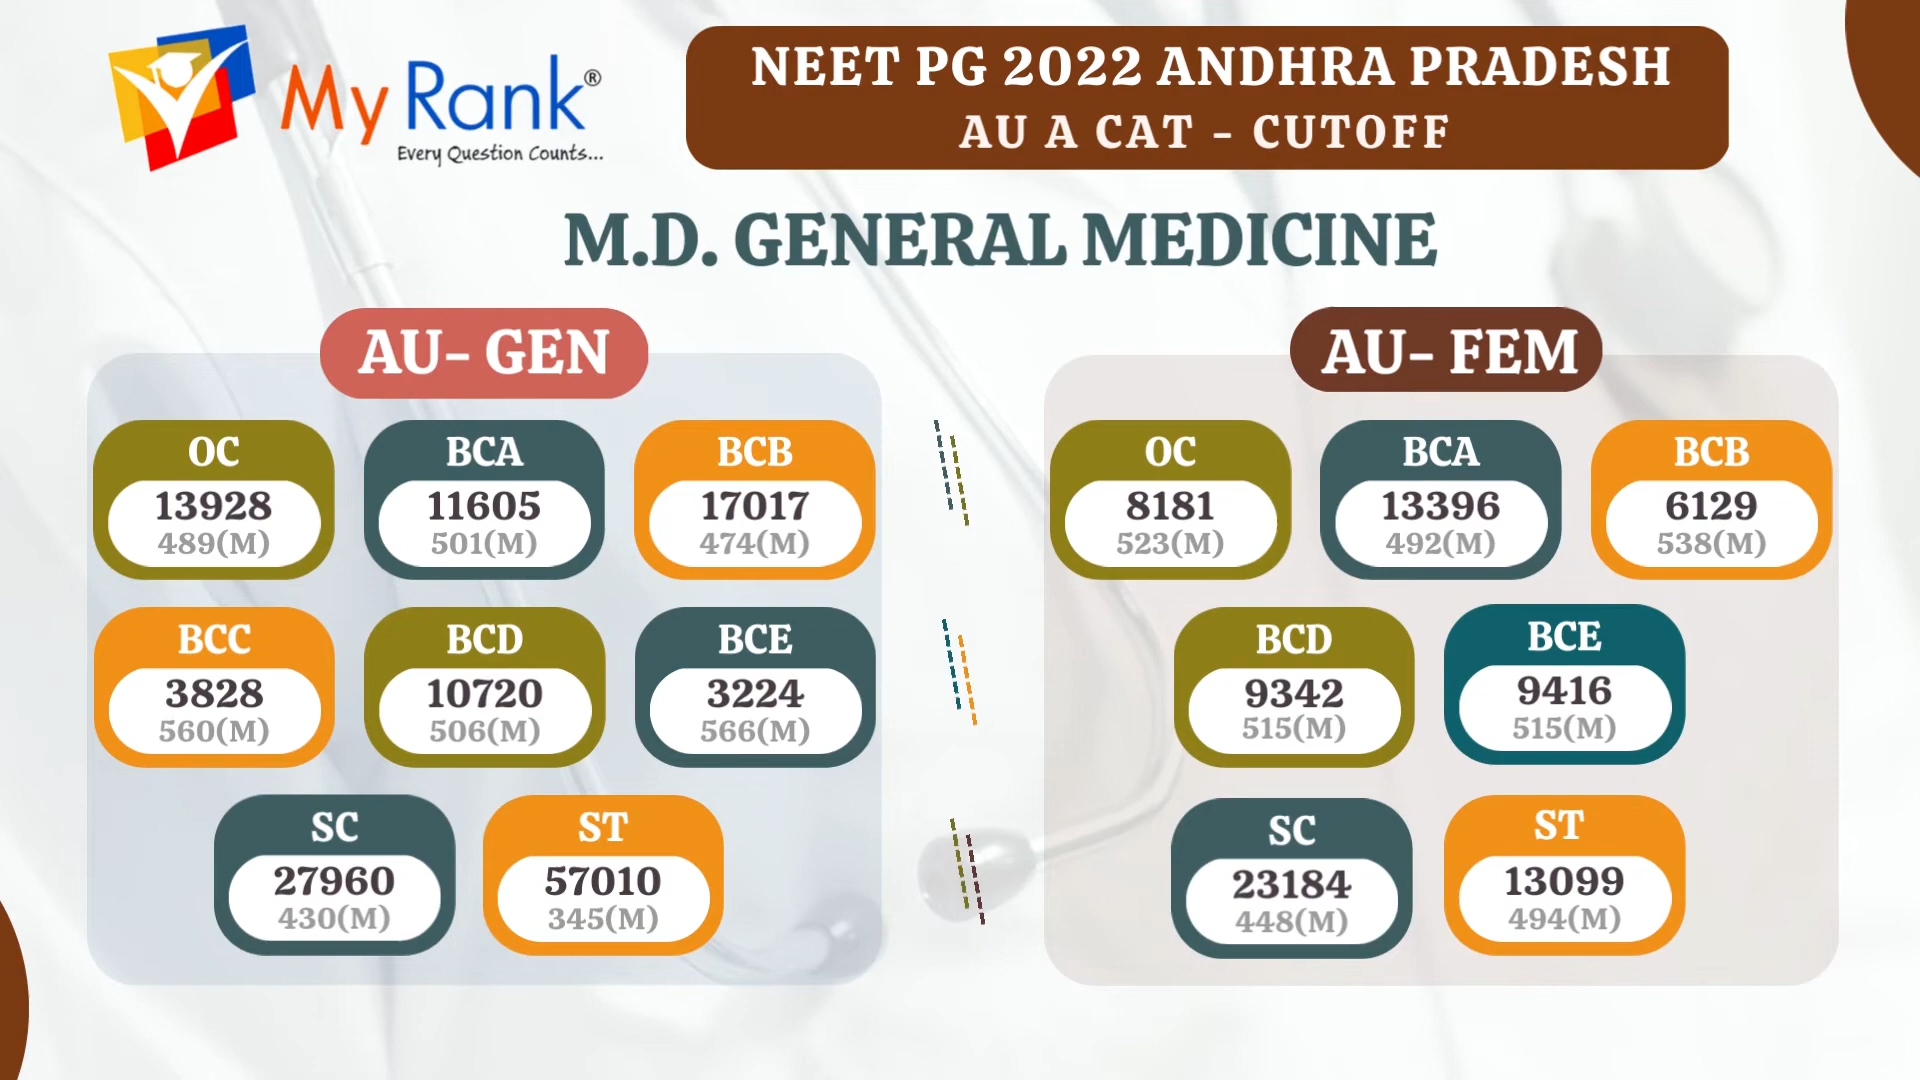 My Rank®
Every Question Counts...
NEET PG 2022 ANDHRA PRADESH
AU A CAT - CUTOFF
M.D. GENERAL MEDICINE
AU- GEN
OC
13928
489(M)
BCA
11605
501(M)
BCB
17017
474(M)
BCC
3828
560(M)
BCD
10720
506(M)
BCE
3224
566(M)
SC
27960
430(M)
ST
57010
345(M)
AU- FEM
OC
8181
523(M)
BCA
13396
492(M)
BCB
6129
538(M)
BCD
9342
515(M)
BCE
9416
515(M)
SC
23184
448(M)
ST
13099
494(M)